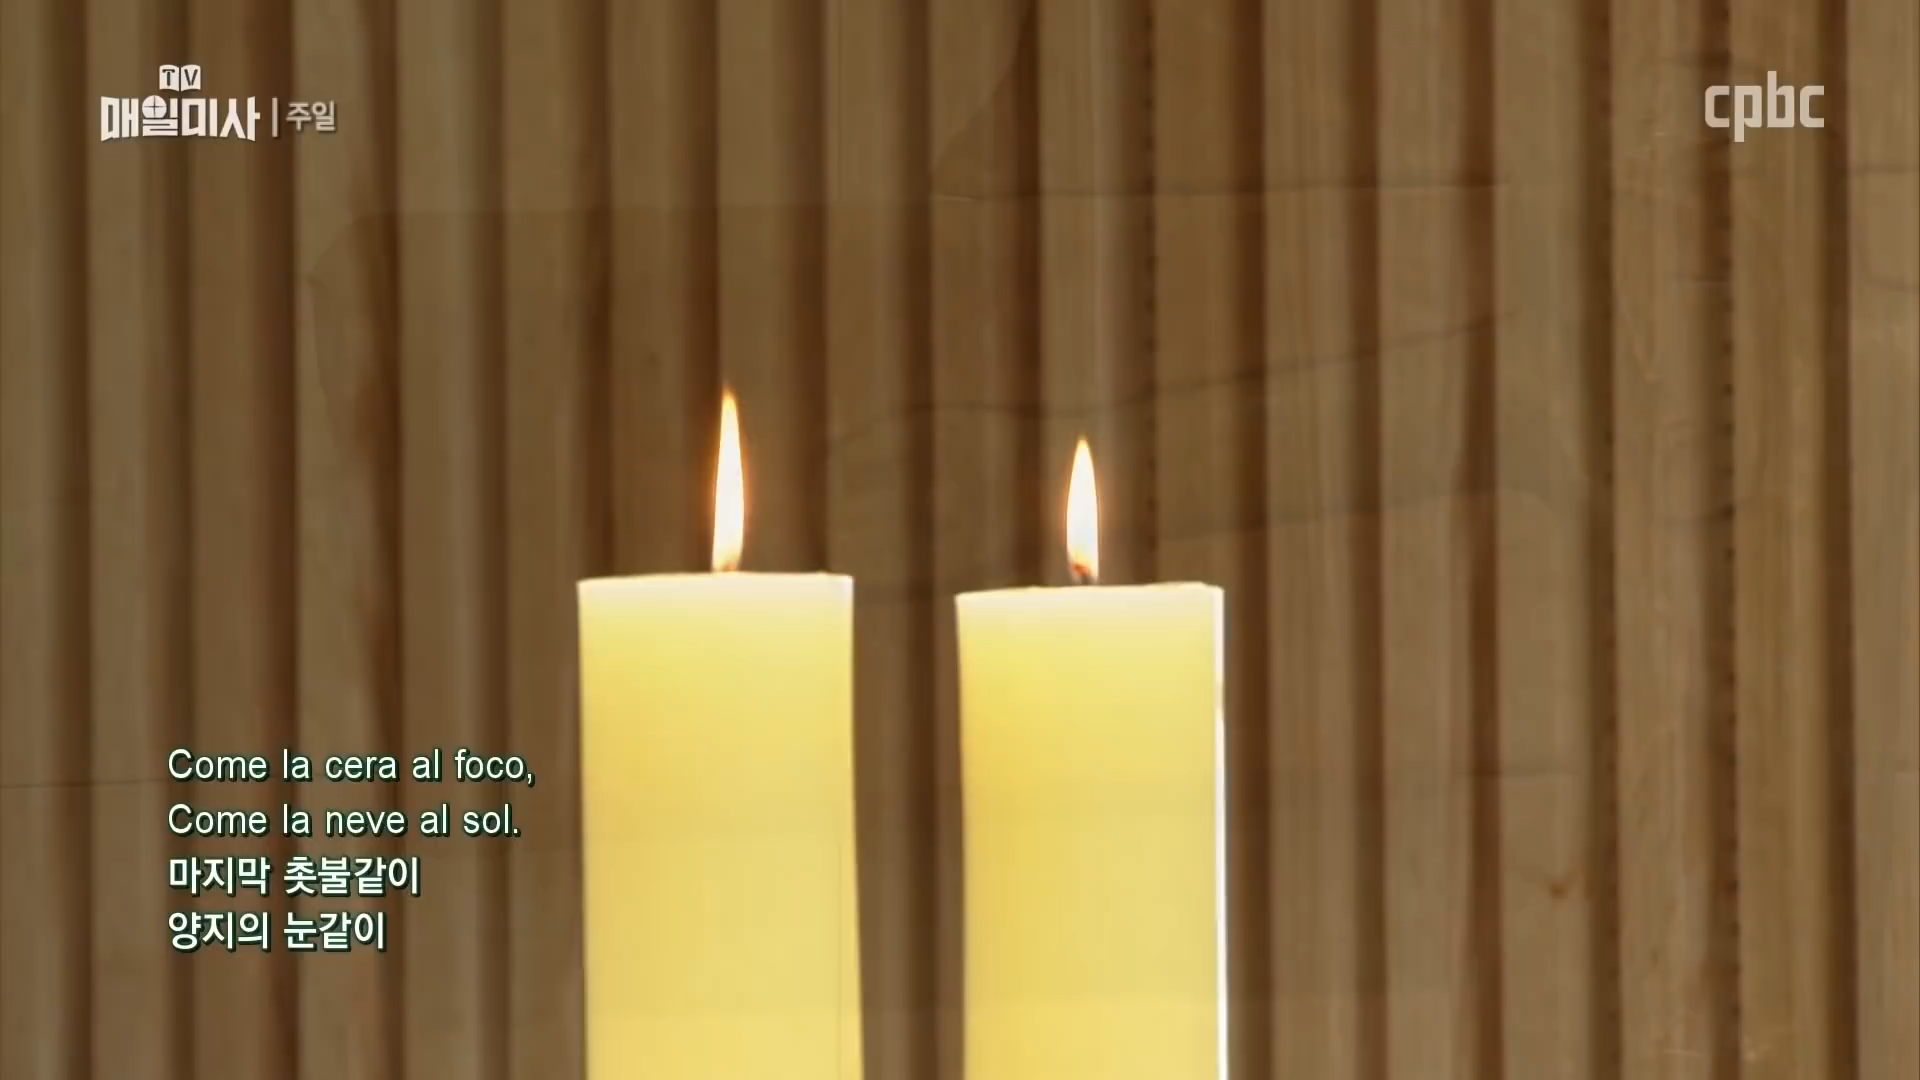 TV
매일미사 | 주일
cpbc
Come la cera al foco,
Come la neve al sol.
마지막 촛불같이
양지의 눈같이